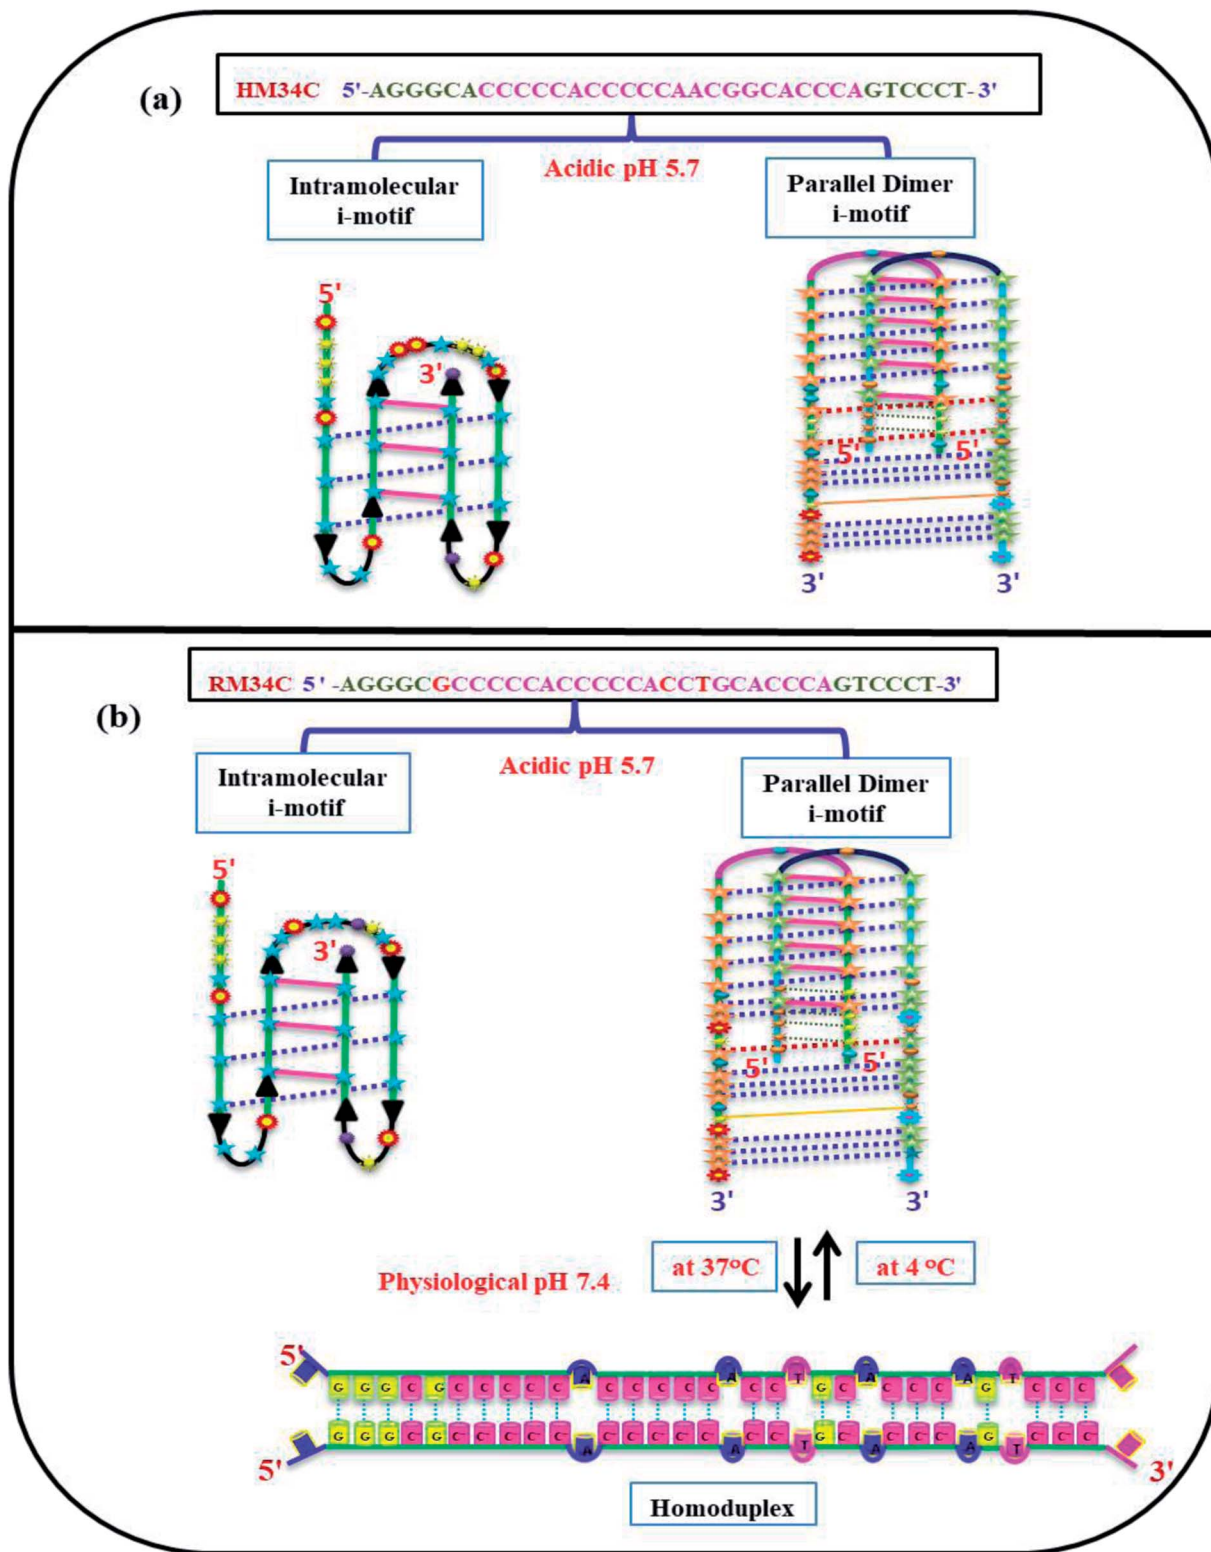 (a)
HM34C 5'-AGGGCACCCCCACCCCCAACGGCACCCAGTCCCT-3'
Acidic pH 5.7
Intramolecular
i-motif
Parallel Dimer
i-motif
5'
3'
5' 5'
3' 3'
(b)
RM34C 5 ' -AGGGCGCCCCCACCCCCACCTGCACCCAGTCCCT-3'
Acidic pH 5.7
Intramolecular
i-motif
Parallel Dimer
i-motif
5'
3'
5' 5'
3' 3'
Physiological pH 7.4
at 37°C
at 4 °C
5'
G G G C G C C C C C A C C C C C A C C T G C A C C C A G T C C C
G G G C G C C C C C A C C C C C A C C T G C A C C C A G T C C C
5' 3'
Homoduplex